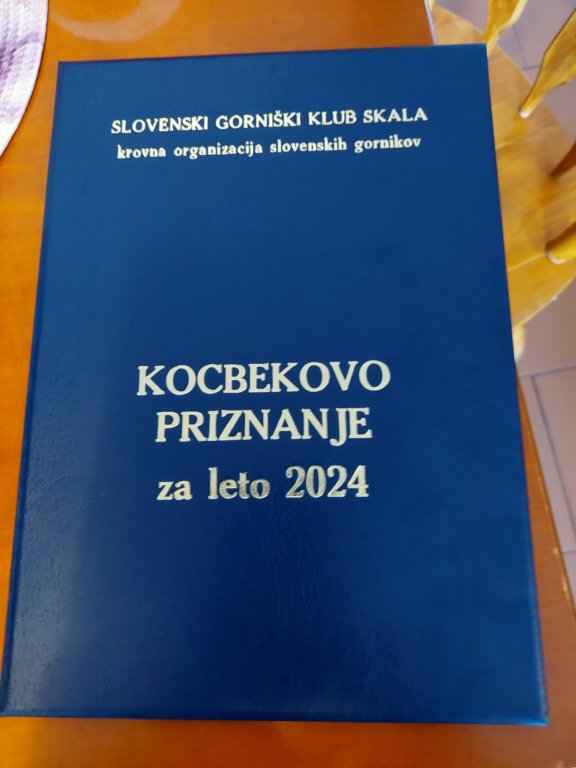 SLOVENSKI GORNIŠKI KLUB SKALA
krovna organizacija slovenskih gornikov
KOCBEKOVO
PRIZNANJE
za leto 2024